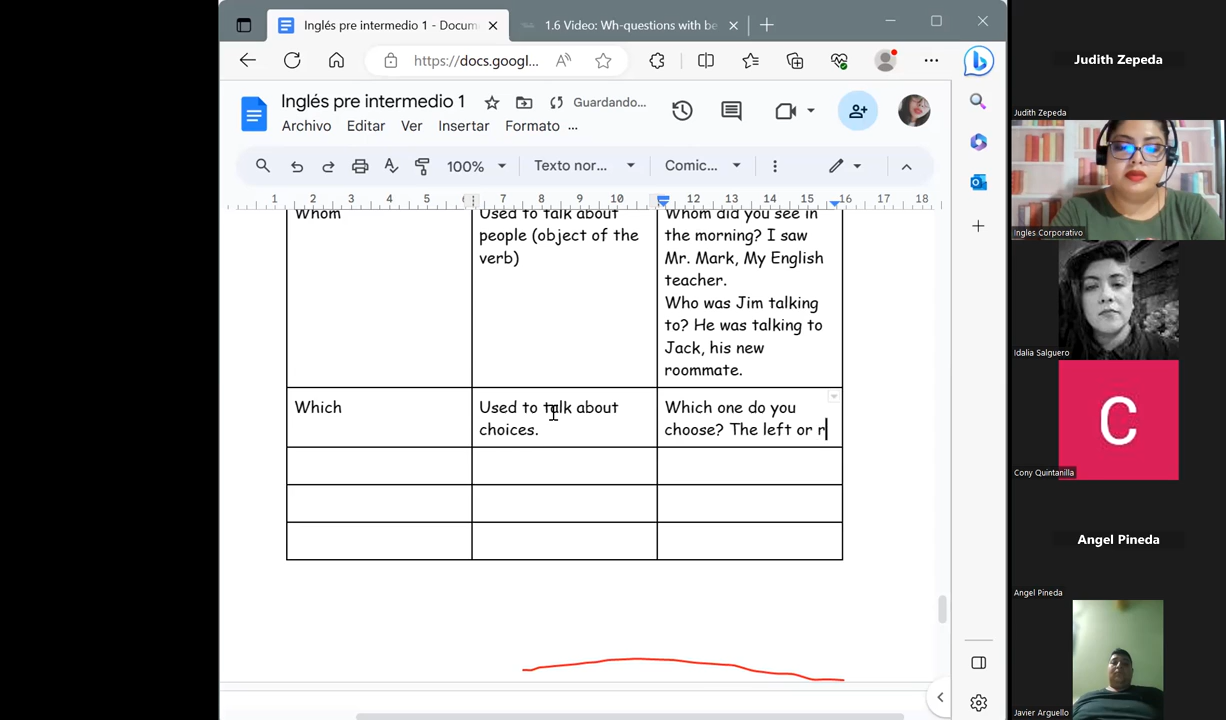 Inglés pre intermedio 1 - Docum
1.6 Video: Wh-questions with be
https://docs.googl...
Inglés pre intermedio 1
Guardando...
Archivo Editar Ver Insertar Formato ...
100% Texto nor... Comic...
1 2 3 4 5 6 7 8 9 10 11 12 13 14 15 16 17 18
Whom
Used to talk about
people (object of the
verb)
Whom did you see in
the morning? I saw
Mr. Mark, My English
teacher.
Who was Jim talking
to? He was talking to
Jack, his new
roommate.
Which
Used to talk about
choices.
Which one do you
choose? The left or r
Judith Zepeda
Judith Zepeda
Ingles Corporativo
Idalia Salguero
C
Cony Quintanilla
Angel Pineda
Angel Pineda
Javier Arguello